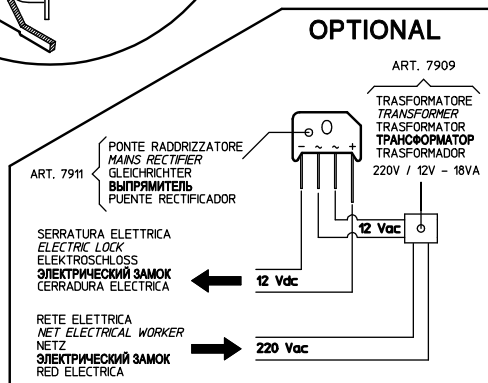 OPTIONAL
ART. 7909
TRASFORMATORE
TRANSFORMER
TRASFORMATOR
ТРАНСФОРМАТОР
TRASFORMADOR
220V / 12V - 18VA
ART. 7911
PONTE RADDRIZZATORE
MAINS RECTIFIER
GLEICHRICHTER
ВЫПРЯМИТЕЛЬ
PUENTE RECTIFICADOR
- ~ ~ +
12 Vac
SERRATURA ELETTRICA
ELECTRIC LOCK
ELEKTROSCHLOSS
ЭЛЕКТРИЧЕСКИЙ ЗАМОК
CERRADURA ELECTRICA
12 Vdc
RETE ELETTRICA
NET ELECTRICAL WORKER
NETZ
ЭЛЕКТРИЧЕСКИЙ ЗАМОК
RED ELECTRICA
220 Vac